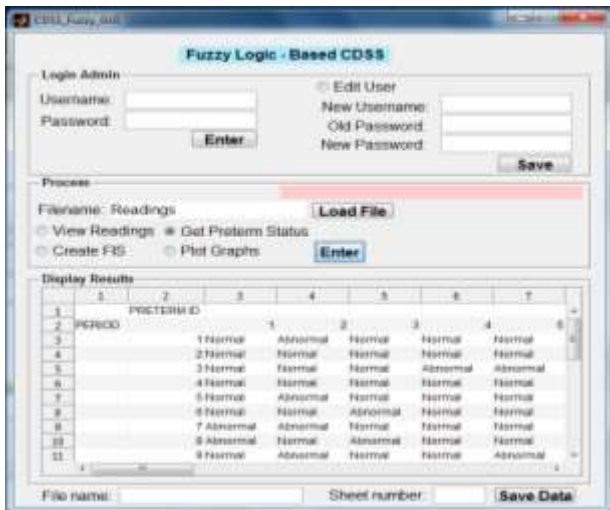 CDSS_Fuzzy_GUI
Fuzzy Logic - Based CDSS
Login Admin
Username:
Password:
Enter
Edit User
New Username:
Old Password:
New Password:
Save
Process
Filename: Readings
Load File
View Readings
Get Preterm Status
Create FIS
Plot Graphs
Enter
Display Results
1 2 3 4 5 6 7
1 PRETERM ID
2 PERIOD 1 2 3 4 5
3 1 Normal Abnormal Normal Normal Normal
4 2 Normal Normal Normal Normal Normal
5 3 Normal Normal Normal Abnormal Abnormal
6 4 Normal Normal Normal Normal Normal
7 5 Normal Abnormal Normal Normal Normal
8 6 Normal Normal Abnormal Normal Normal
9 7 Abnormal Abnormal Normal Normal Normal
10 8 Abnormal Normal Abnormal Normal Normal
11 9 Normal Abnormal Normal Normal Abnormal
File name:
Sheet number:
Save Data